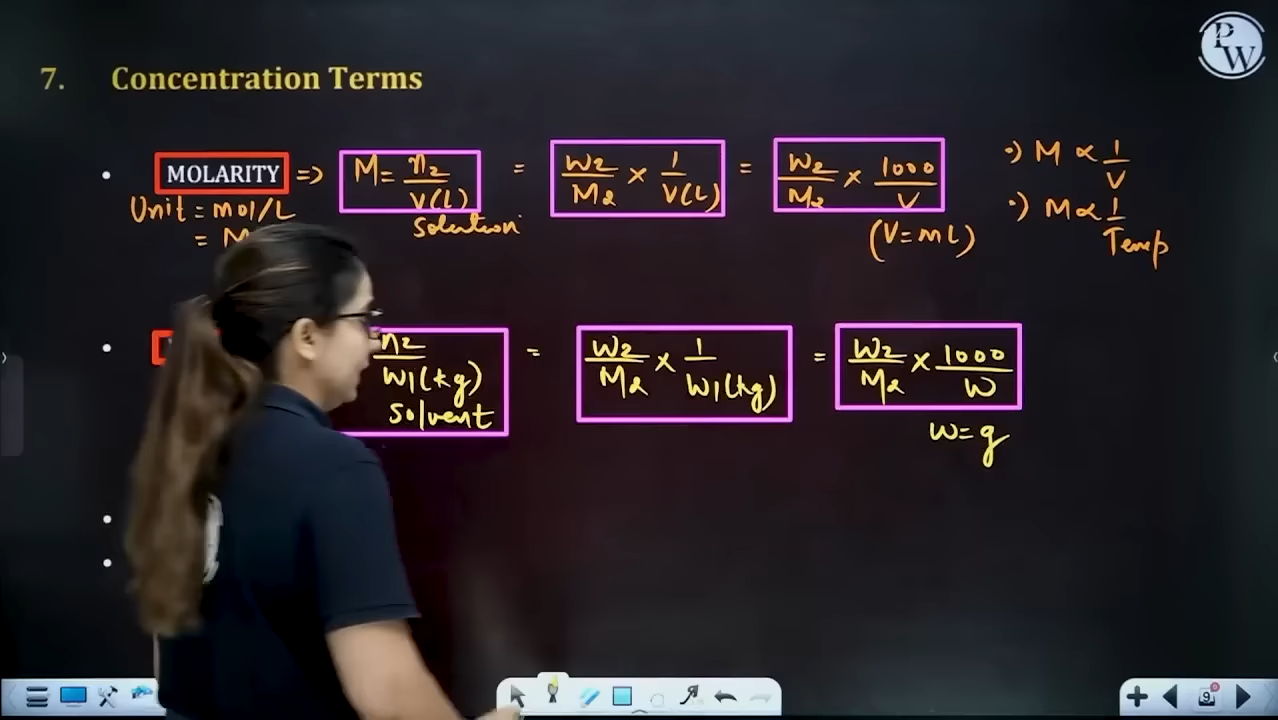 PW
7. Concentration Terms
• MOLARITY => M = n2/V(L) = W2/M2 × 1/V(L) = W2/M2 × 1000/V
solution
(V=mL)
Unit = mol/L
= M
·) M ∝ 1/V
·) M ∝ 1/Temp
n2/W1(kg) = W2/M2 × 1/W1(kg) = W2/M2 × 1000/W
solvent
W=g
9